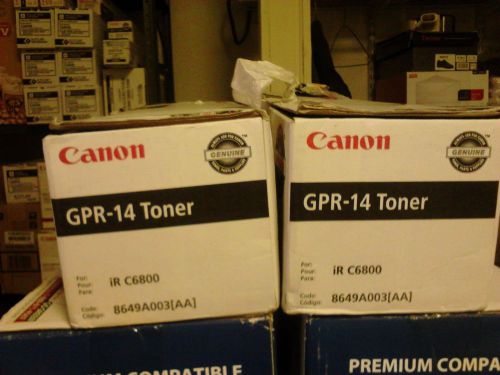 Canon
GENUINE
GPR-14 Toner
For:
Pour:
Para:
iR C6800
Code:
Código:
8649A003[AA]
Canon
GENUINE
GPR-14 Toner
For:
Pour:
Para:
iR C6800
Code:
Código:
8649A003[AA]
COMPATIBLE
PREMIUM COMPA